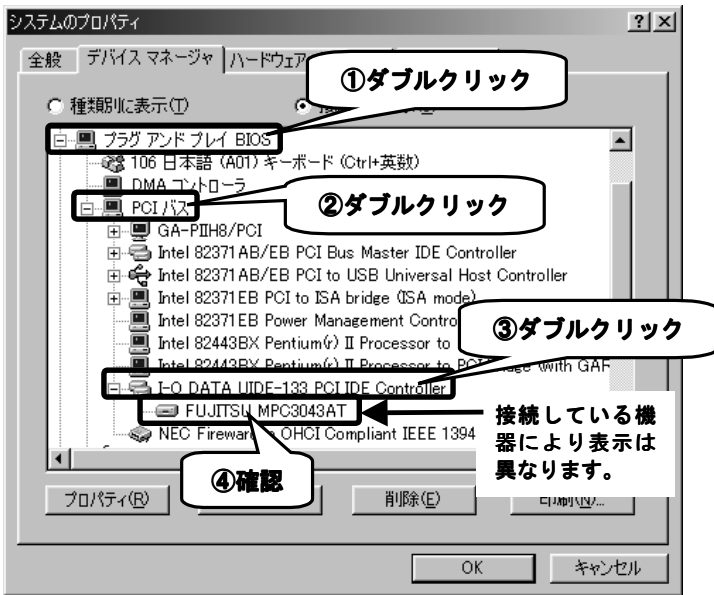 システムのプロパティ
全般 デバイス マネージャ ハードウェア
①ダブルクリック
種類別に表示(T)
プラグ アンド プレイ BIOS
106 日本語 (A01) キーボード (Ctrl+英数)
DMA コントローラ
PCI バス
②ダブルクリック
GA-PIIH8/PCI
Intel 82371AB/EB PCI Bus Master IDE Controller
Intel 82371AB/EB PCI to USB Universal Host Controller
Intel 82371EB PCI to ISA bridge (ISA mode)
Intel 82371EB Power Management Contro
③ダブルクリック
Intel 82443BX Pentium(r) II Processor to
Intel 82443BX Pentium(r) II Processor to PCI bridge (with GAR
I-O DATA UIDE-133 PCI IDE Controller
FUJITSU MPC3043AT
接続している機
器により表示は
異なります。
NEC Firewar OHCI Compliant IEEE 1394
④確認
プロパティ(R) 削除(E) 印刷(N)...
OK キャンセル